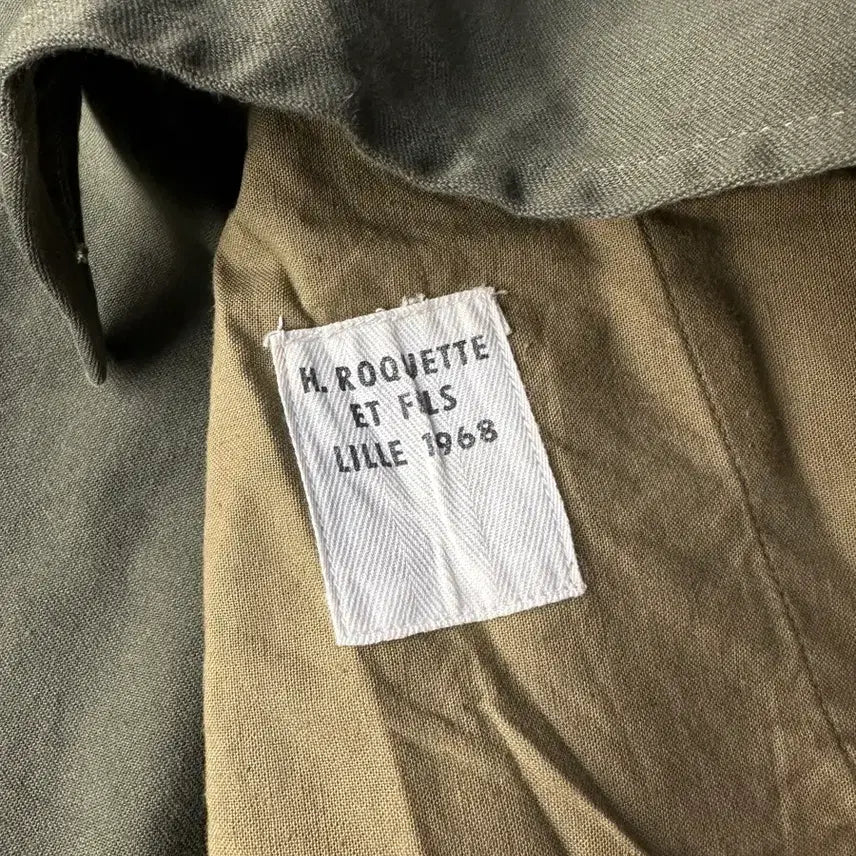 H. ROQUETTE
ET FILS
LILLE 1968